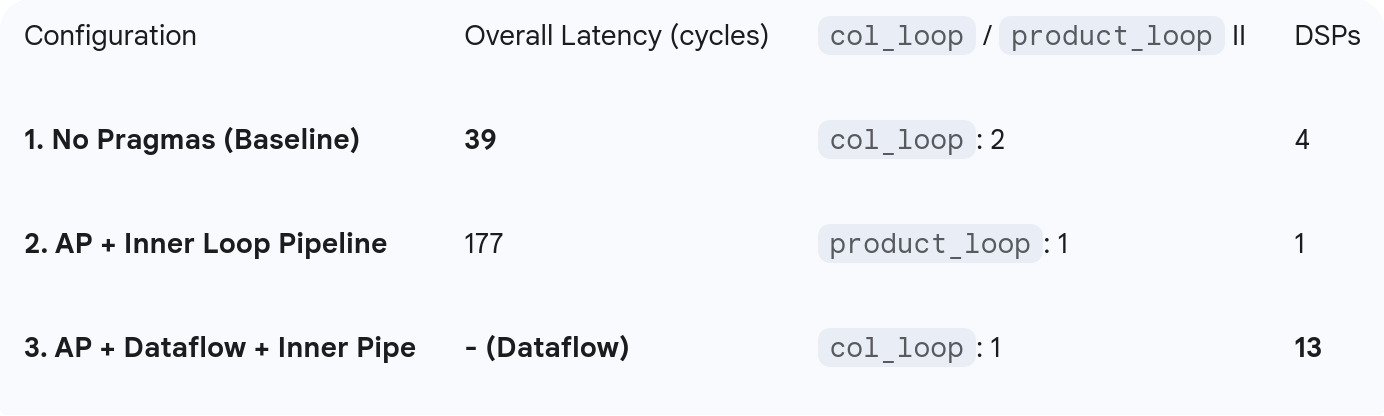 Configuration Overall Latency (cycles) col_loop / product_loop II DSPs
1. No Pragmas (Baseline) 39 col_loop: 2 4
2. AP + Inner Loop Pipeline 177 product_loop: 1 1
3. AP + Dataflow + Inner Pipe - (Dataflow) col_loop: 1 13